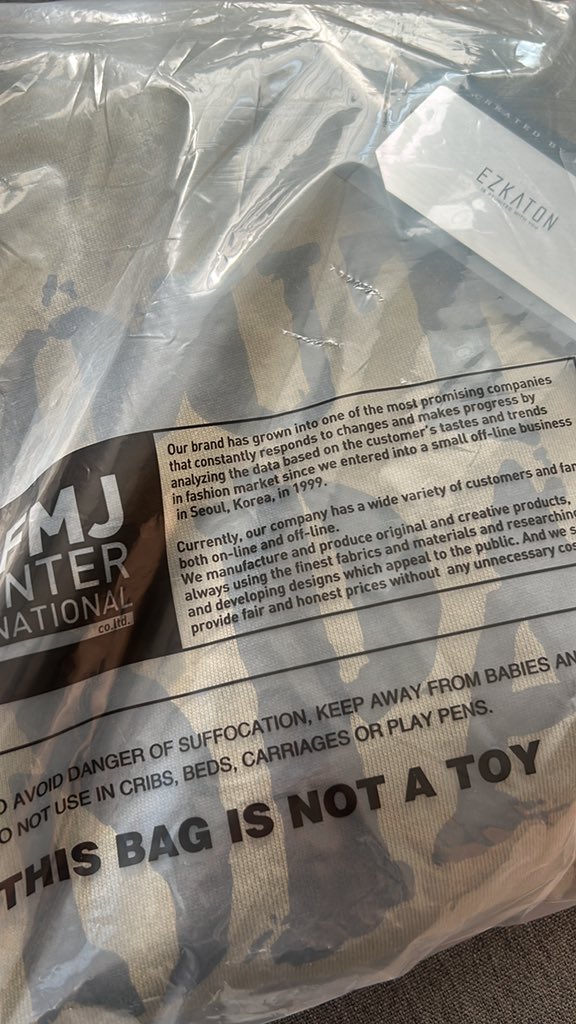 CREATED B
EZKATON
FMJ
INTER
NATIONAL
co.ltd.
Our brand has grown into one of the most promising companies
that constantly responds to changes and makes progress by
analyzing the data based on the customer's tastes and trends
in fashion market since we entered into a small off-line business
in Seoul, Korea, in 1999.
Currently, our company has a wide variety of customers and fan
both on-line and off-line.
We manufacture and produce original and creative products,
always using the finest fabrics and materials and researching
and developing designs which appeal to the public. And we s
provide fair and honest prices without any unnecessary cos
O AVOID DANGER OF SUFFOCATION, KEEP AWAY FROM BABIES AN
O NOT USE IN CRIBS, BEDS, CARRIAGES OR PLAY PENS.
THIS BAG IS NOT A TOY